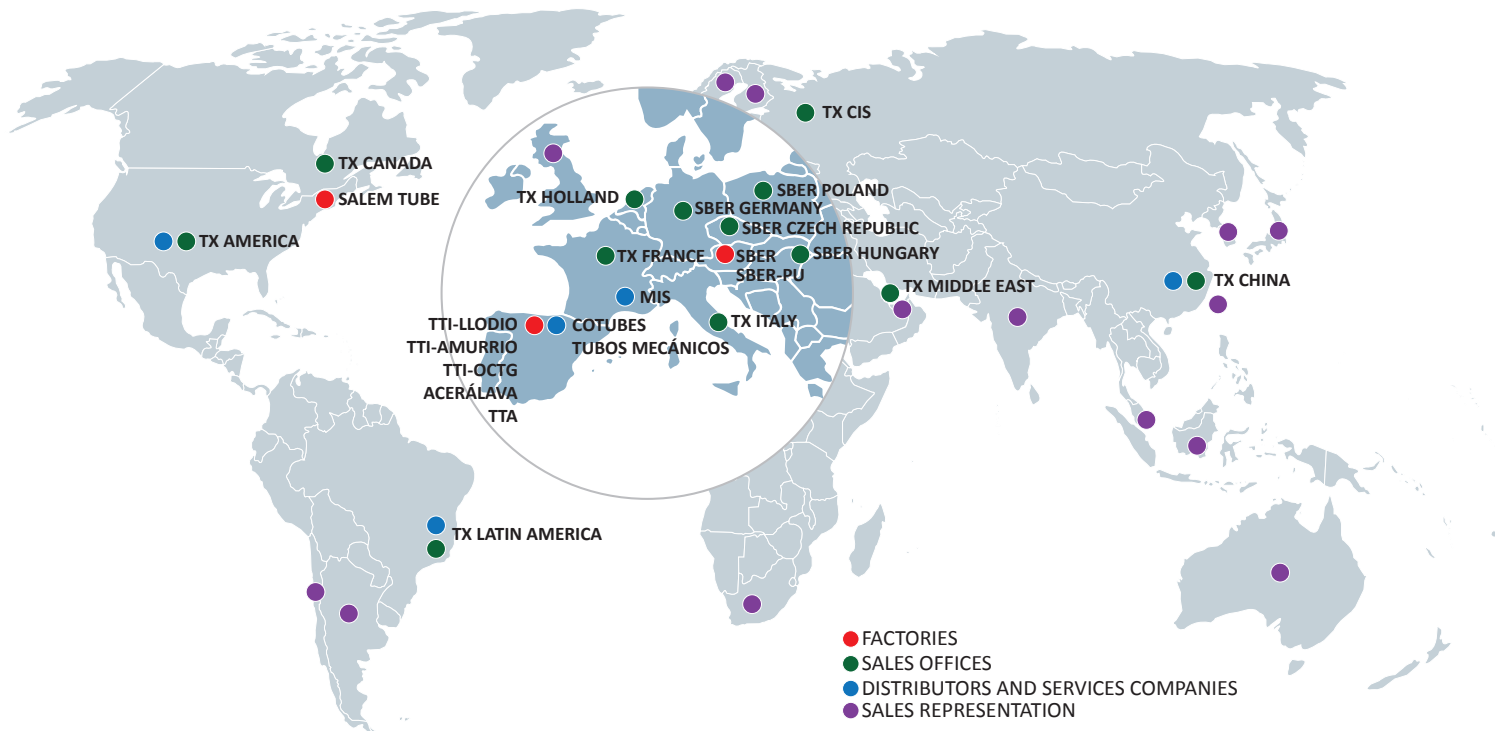 TX CIS
TX CANADA
SALEM TUBE
TX AMERICA
TX HOLLAND
SBER POLAND
SBER GERMANY
SBER CZECH REPUBLIC
TX FRANCE
SBER
SBER-PU
SBER HUNGARY
MIS
TX ITALY
TTI-LLODIO
TTI-AMURRIO
TTI-OCTG
ACERÁLAVA
TTA
COTUBES
TUBOS MECÁNICOS
TX MIDDLE EAST
TX CHINA
TX LATIN AMERICA
FACTORIES
SALES OFFICES
DISTRIBUTORS AND SERVICES COMPANIES
SALES REPRESENTATION